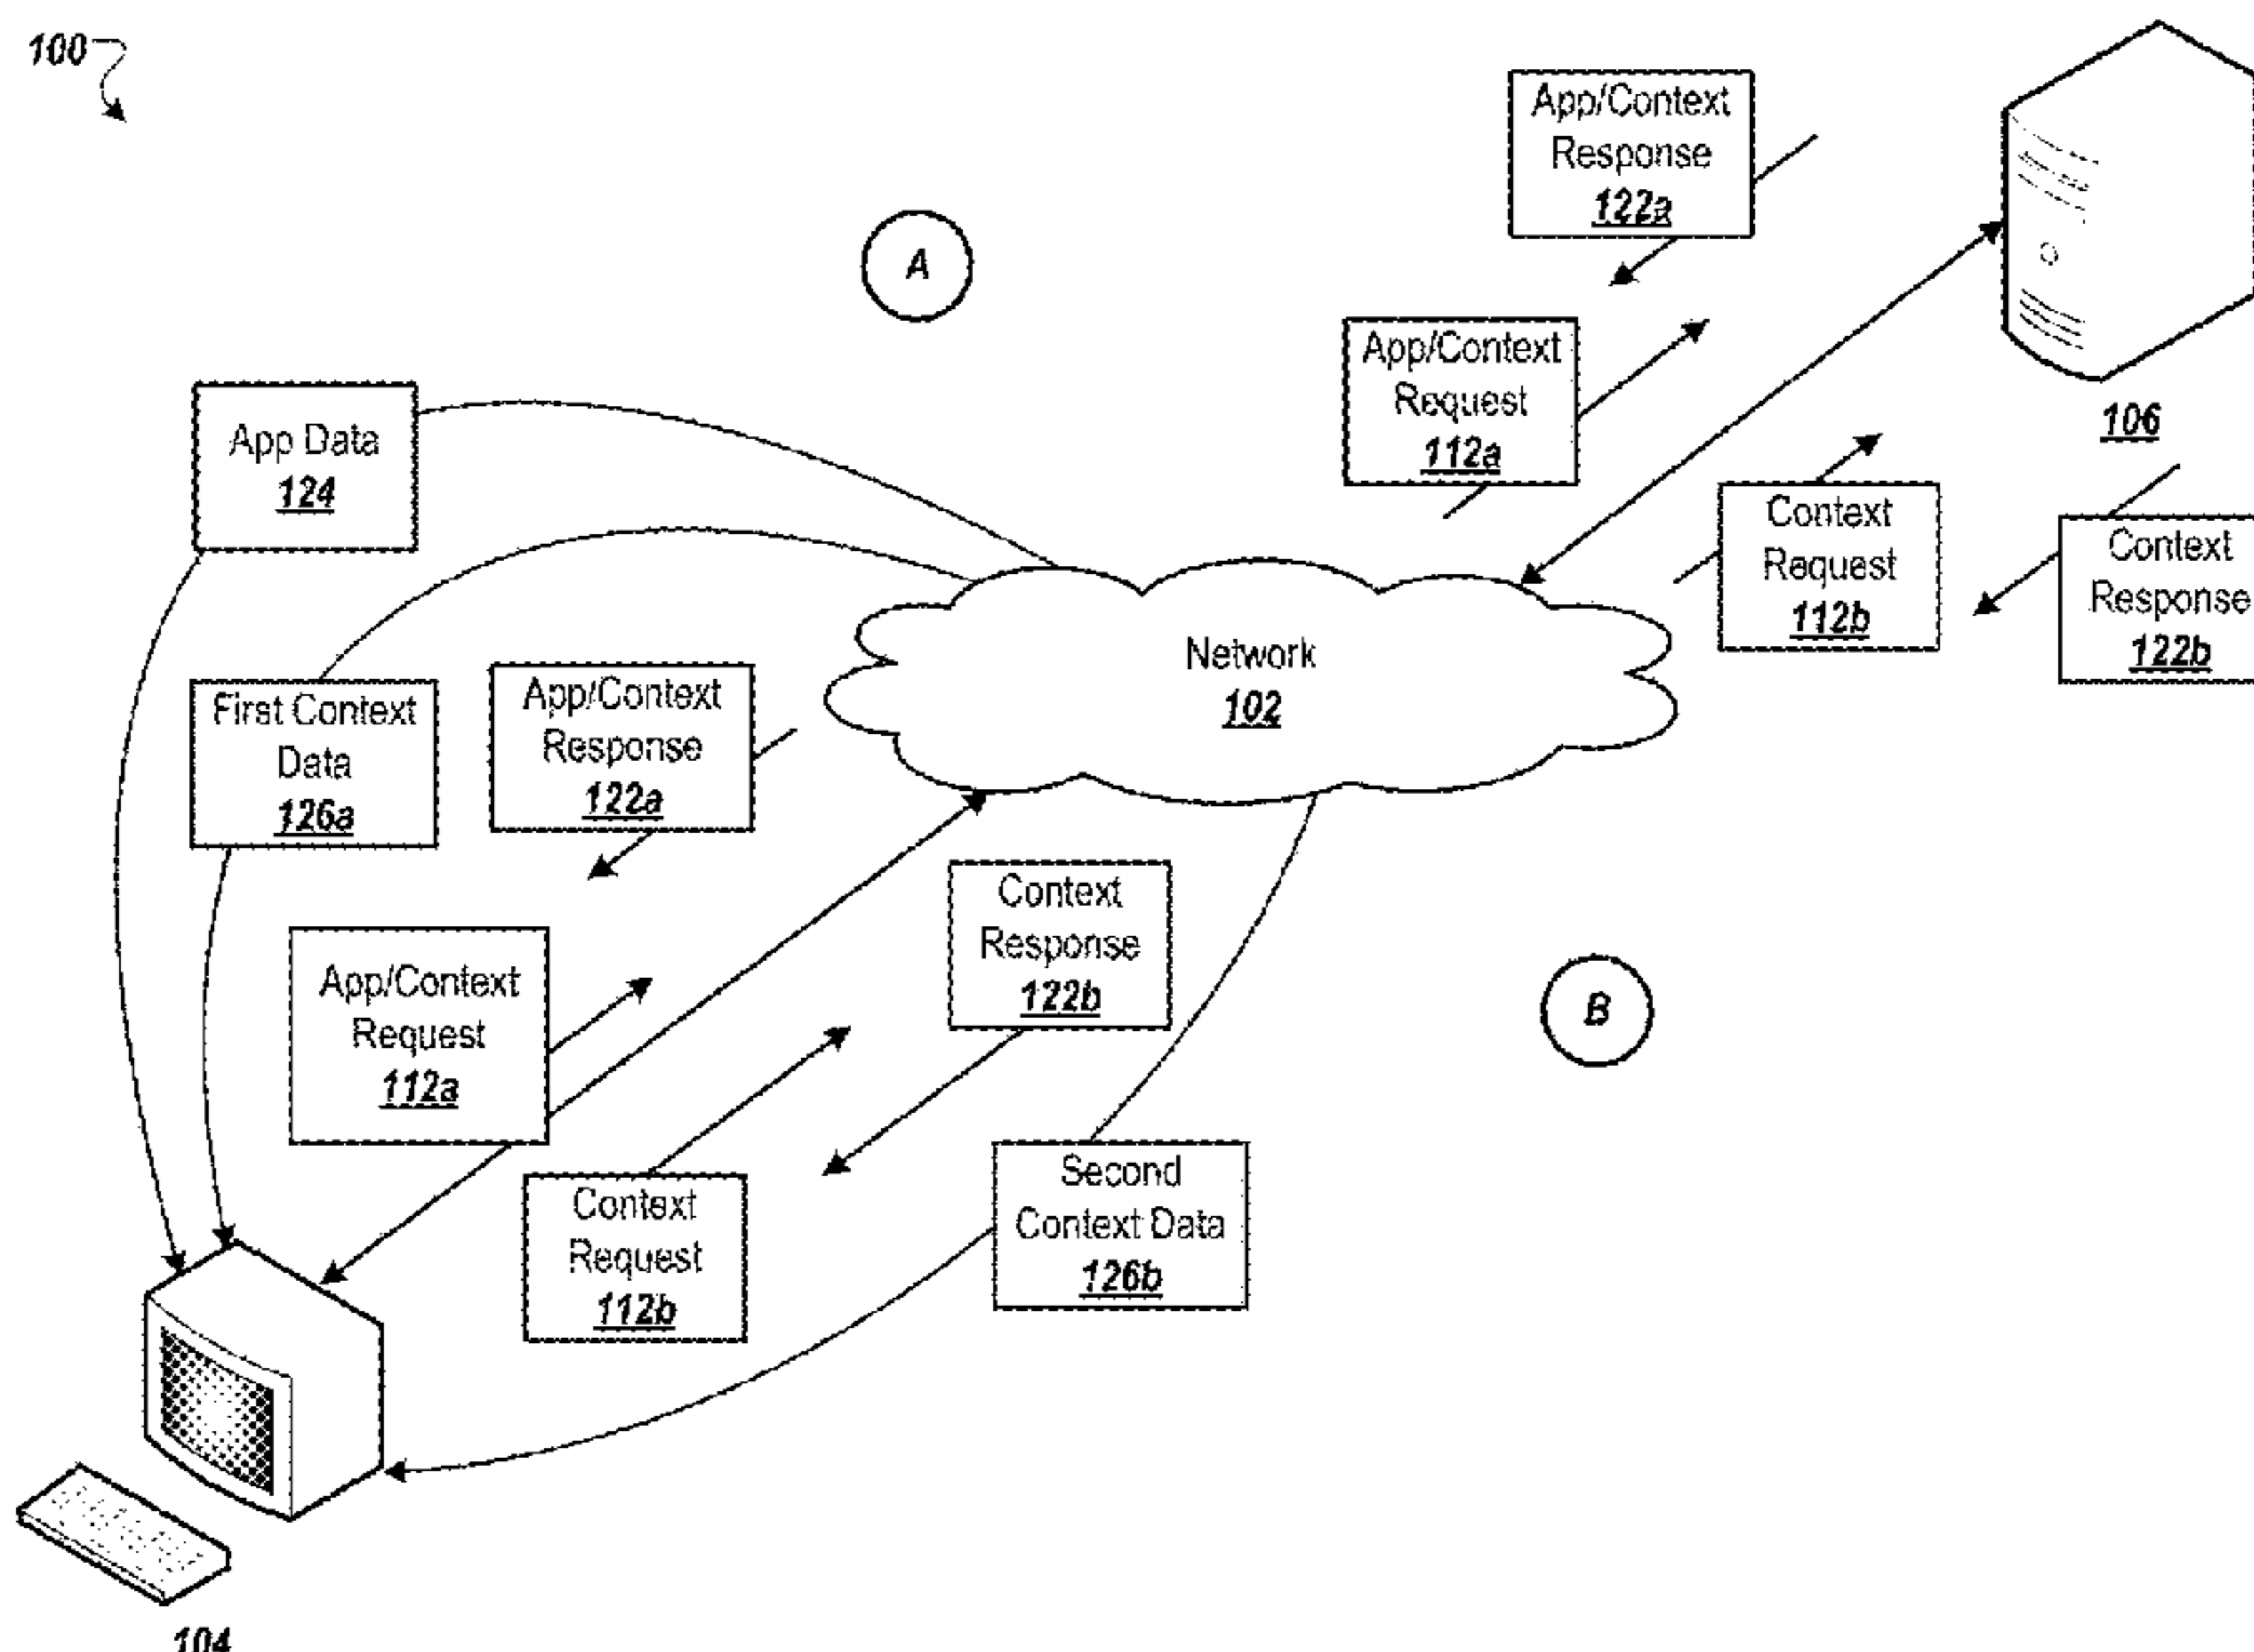 100
App/Context
Response
122a
A
App/Context
Request
112a
106
App Data
124
Context
Request
112b
Context
Response
122b
Network
102
First Context
Data
126a
App/Context
Response
122a
Context
Response
122b
App/Context
Request
112a
B
Second
Context Data
126b
Context
Request
112b
104